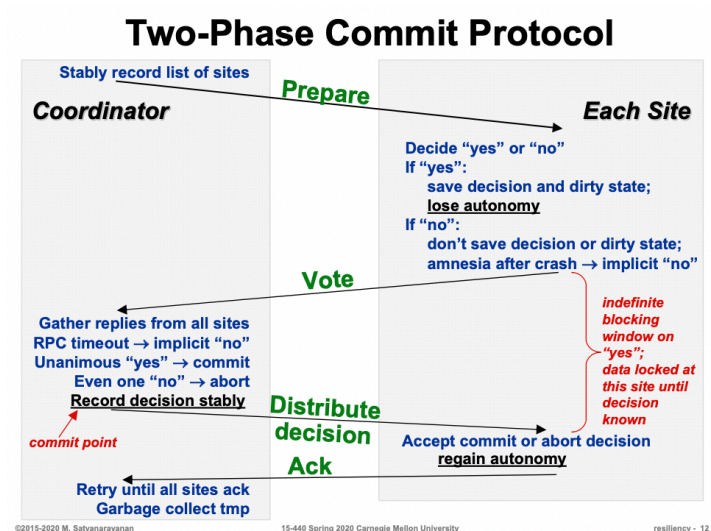 Two-Phase Commit Protocol
Stably record list of sites
Prepare
Coordinator
Each Site
Decide “yes” or “no”
If “yes”:
save decision and dirty state;
lose autonomy
If “no”:
don’t save decision or dirty state;
amnesia after crash → implicit “no”
Vote
Gather replies from all sites
RPC timeout → implicit “no”
Unanimous “yes” → commit
Even one “no” → abort
Record decision stably
commit point
indefinite
blocking
window on
“yes”;
data locked at
this site until
decision
known
Distribute
decision
Accept commit or abort decision
regain autonomy
Ack
Retry until all sites ack
Garbage collect tmp
©2015-2020 M. Satyanarayanan
15-440 Spring 2020 Carnegie Mellon University
resiliency - 12